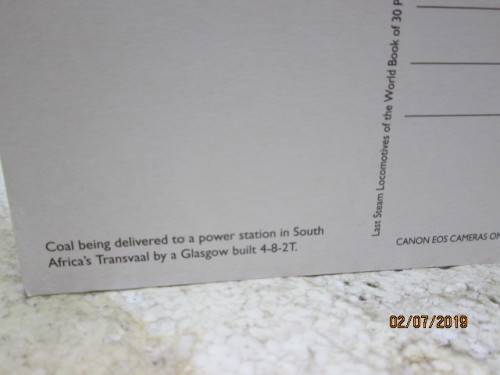 Coal being delivered to a power station in South
Africa's Transvaal by a Glasgow built 4-8-2T.
Last Steam Locomotives of the World Book of 30
CANON EOS CAMERAS
02/07/2019